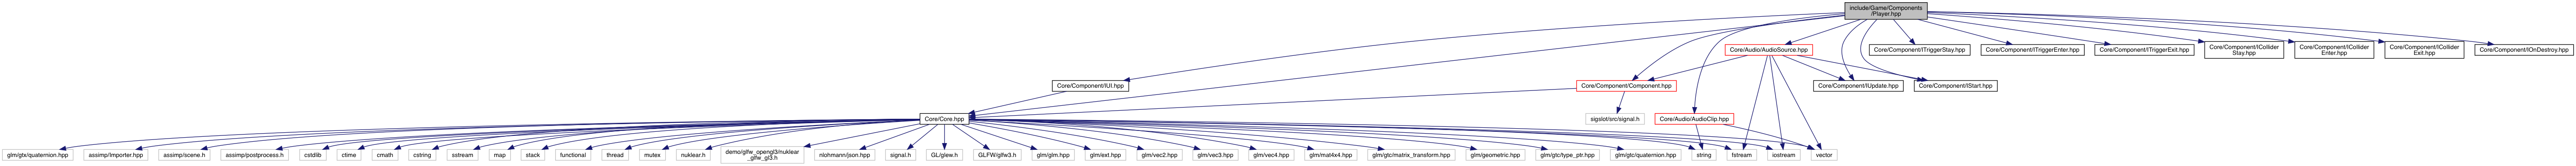 include/Game/Components
/Player.hpp
Core/Audio/AudioSource.hpp
Core/Component/ITriggerStay.hpp
Core/Component/ITriggerEnter.hpp
Core/Component/ITriggerExit.hpp
Core/Component/ICollider
Stay.hpp
Core/Component/ICollider
Enter.hpp
Core/Component/ICollider
Exit.hpp
Core/Component/IOnDestroy.hpp
Core/Component/IUI.hpp
Core/Component/Component.hpp
Core/Component/IUpdate.hpp
Core/Component/IStart.hpp
Core/Core.hpp
sigslot/src/signal.h
Core/Audio/AudioClip.hpp
glm/gtx/quaternion.hpp
assimp/Importer.hpp
assimp/scene.h
assimp/postprocess.h
cstdlib
ctime
cmath
cstring
sstream
map
stack
functional
thread
mutex
nuklear.h
demo/glfw_opengl3/nuklear
_glfw_gl3.h
nlohmann/json.hpp
signal.h
GL/glew.h
GLFW/glfw3.h
glm/glm.hpp
glm/ext.hpp
glm/vec2.hpp
glm/vec3.hpp
glm/vec4.hpp
glm/mat4x4.hpp
glm/gtc/matrix_transform.hpp
glm/geometric.hpp
glm/gtc/type_ptr.hpp
glm/gtc/quaternion.hpp
string
fstream
iostream
vector